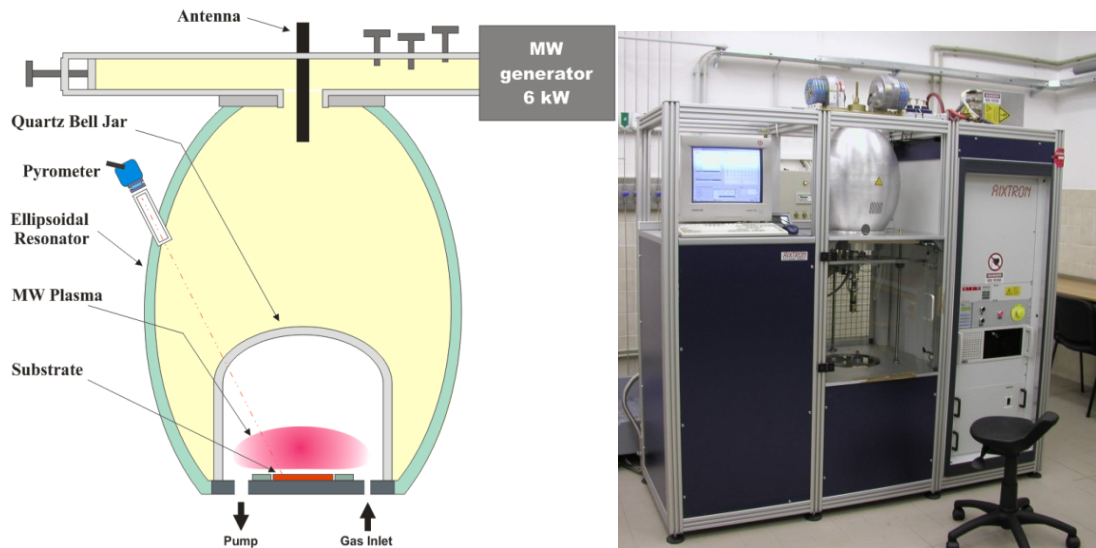 Antenna
MW
generator
6 kW
Quartz Bell Jar
Pyrometer
Ellipsoidal
Resonator
MW Plasma
Substrate
Pump
Gas Inlet
AIXTRON
AIXTRON